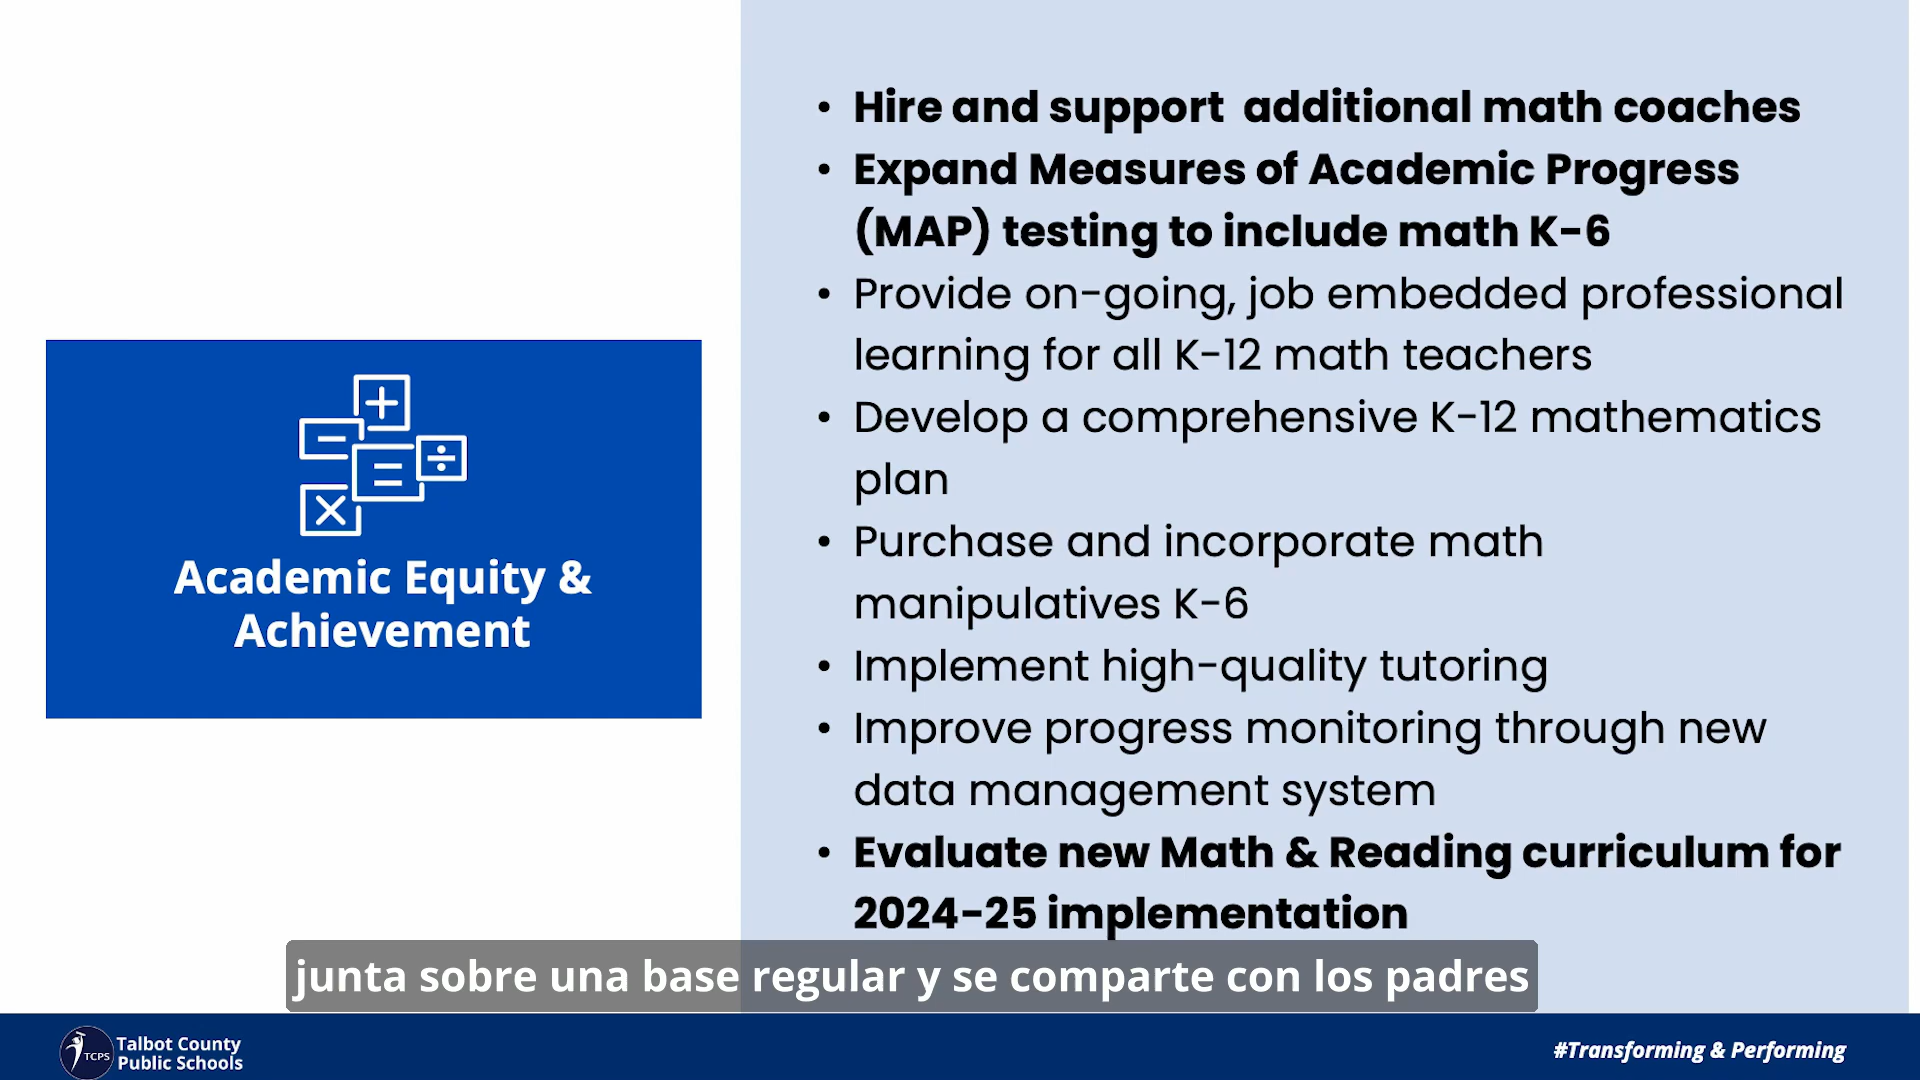 Academic Equity &
Achievement
• Hire and support additional math coaches
• Expand Measures of Academic Progress
(MAP) testing to include math K-6
• Provide on-going, job embedded professional
learning for all K-12 math teachers
• Develop a comprehensive K-12 mathematics
plan
• Purchase and incorporate math
manipulatives K-6
• Implement high-quality tutoring
• Improve progress monitoring through new
data management system
• Evaluate new Math & Reading curriculum for
2024-25 implementation
junta sobre una base regular y se comparte con los padres
TCPS
Talbot County
Public Schools
#Transforming & Performing